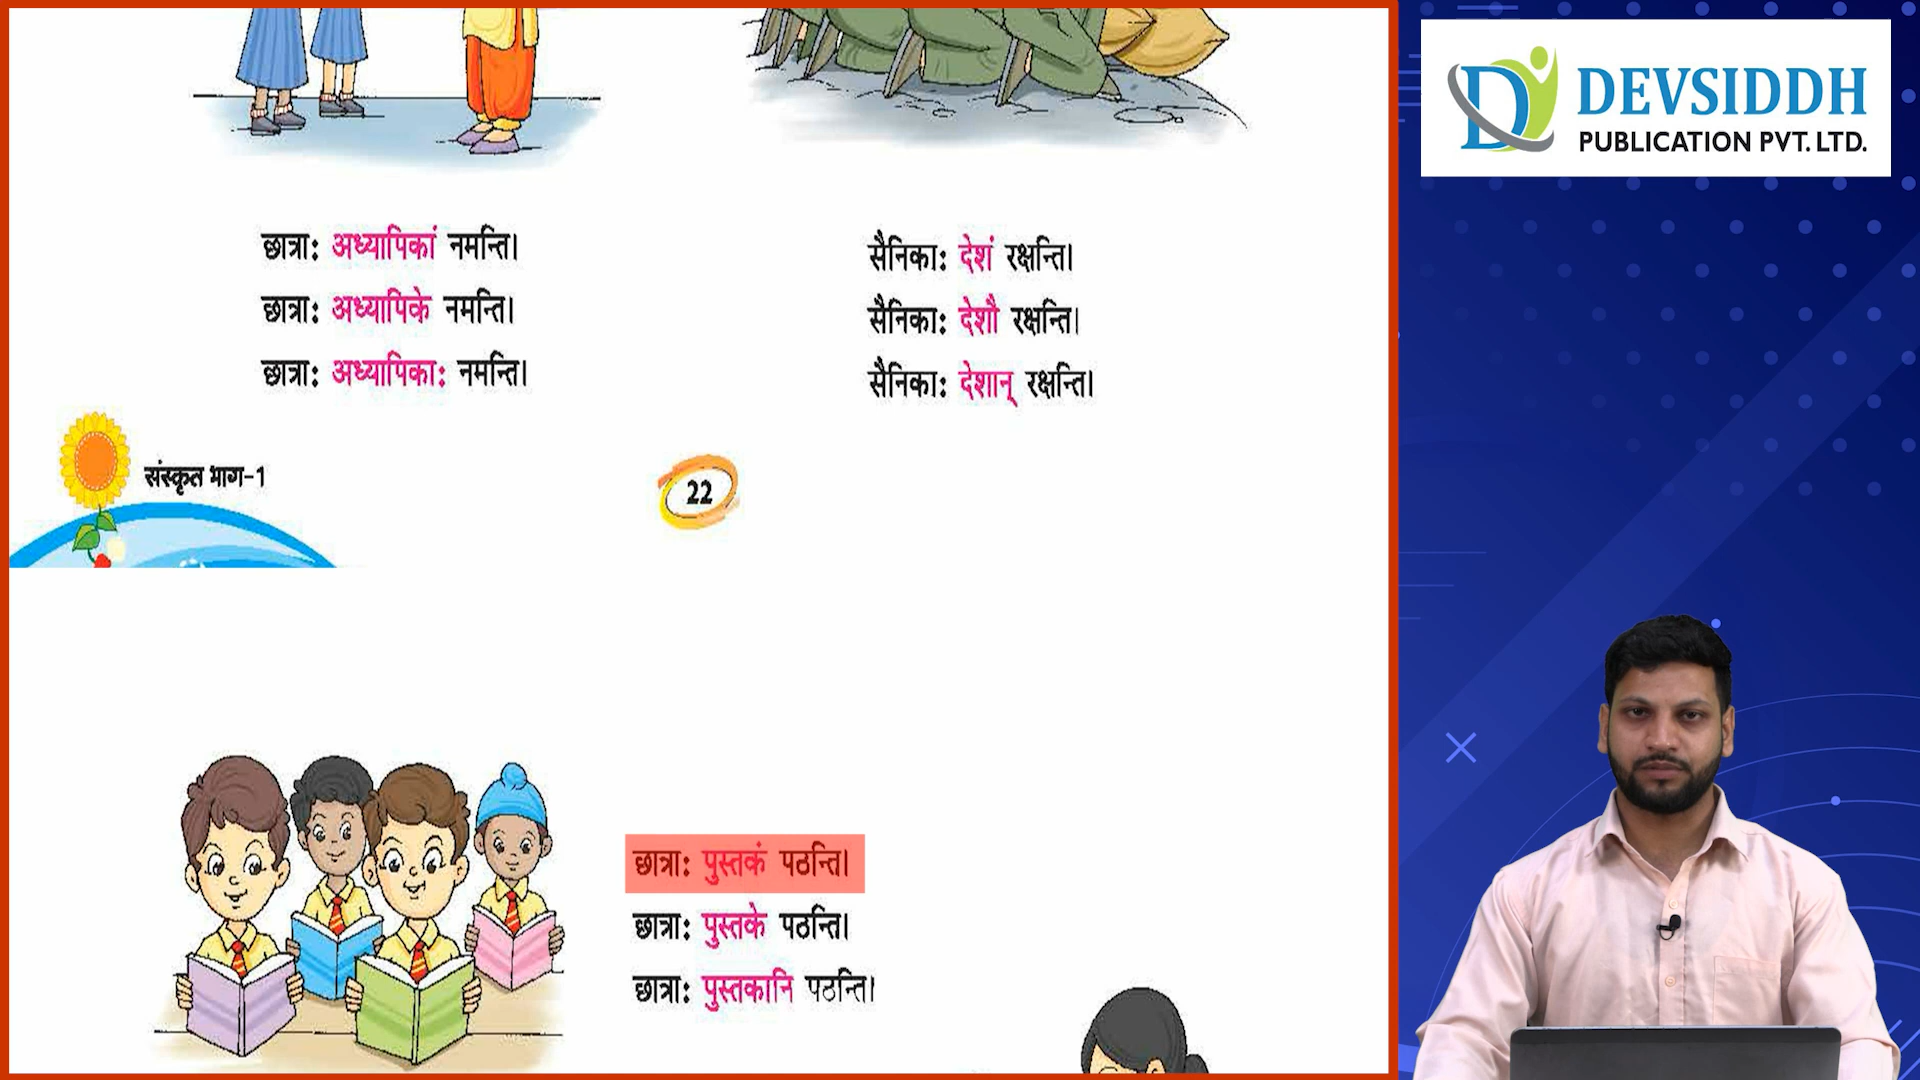 DEVSIDDH
PUBLICATION PVT. LTD.
छात्रा: अध्यापिकां नमन्ति।
छात्रा: अध्यापिके नमन्ति।
छात्रा: अध्यापिका: नमन्ति।
सैनिका: देशं रक्षन्ति।
सैनिका: देशौ रक्षन्ति।
सैनिका: देशान् रक्षन्ति।
संस्कृत भाग-1
22
छात्रा: पुस्तकं पठन्ति।
छात्रा: पुस्तके पठन्ति।
छात्रा: पुस्तकानि पठन्ति।